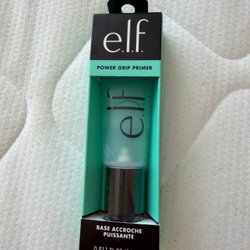 e.l.f.
POWER GRIP PRIMER
e.l.f.
BASE ACCROCHE
PUISSANTE